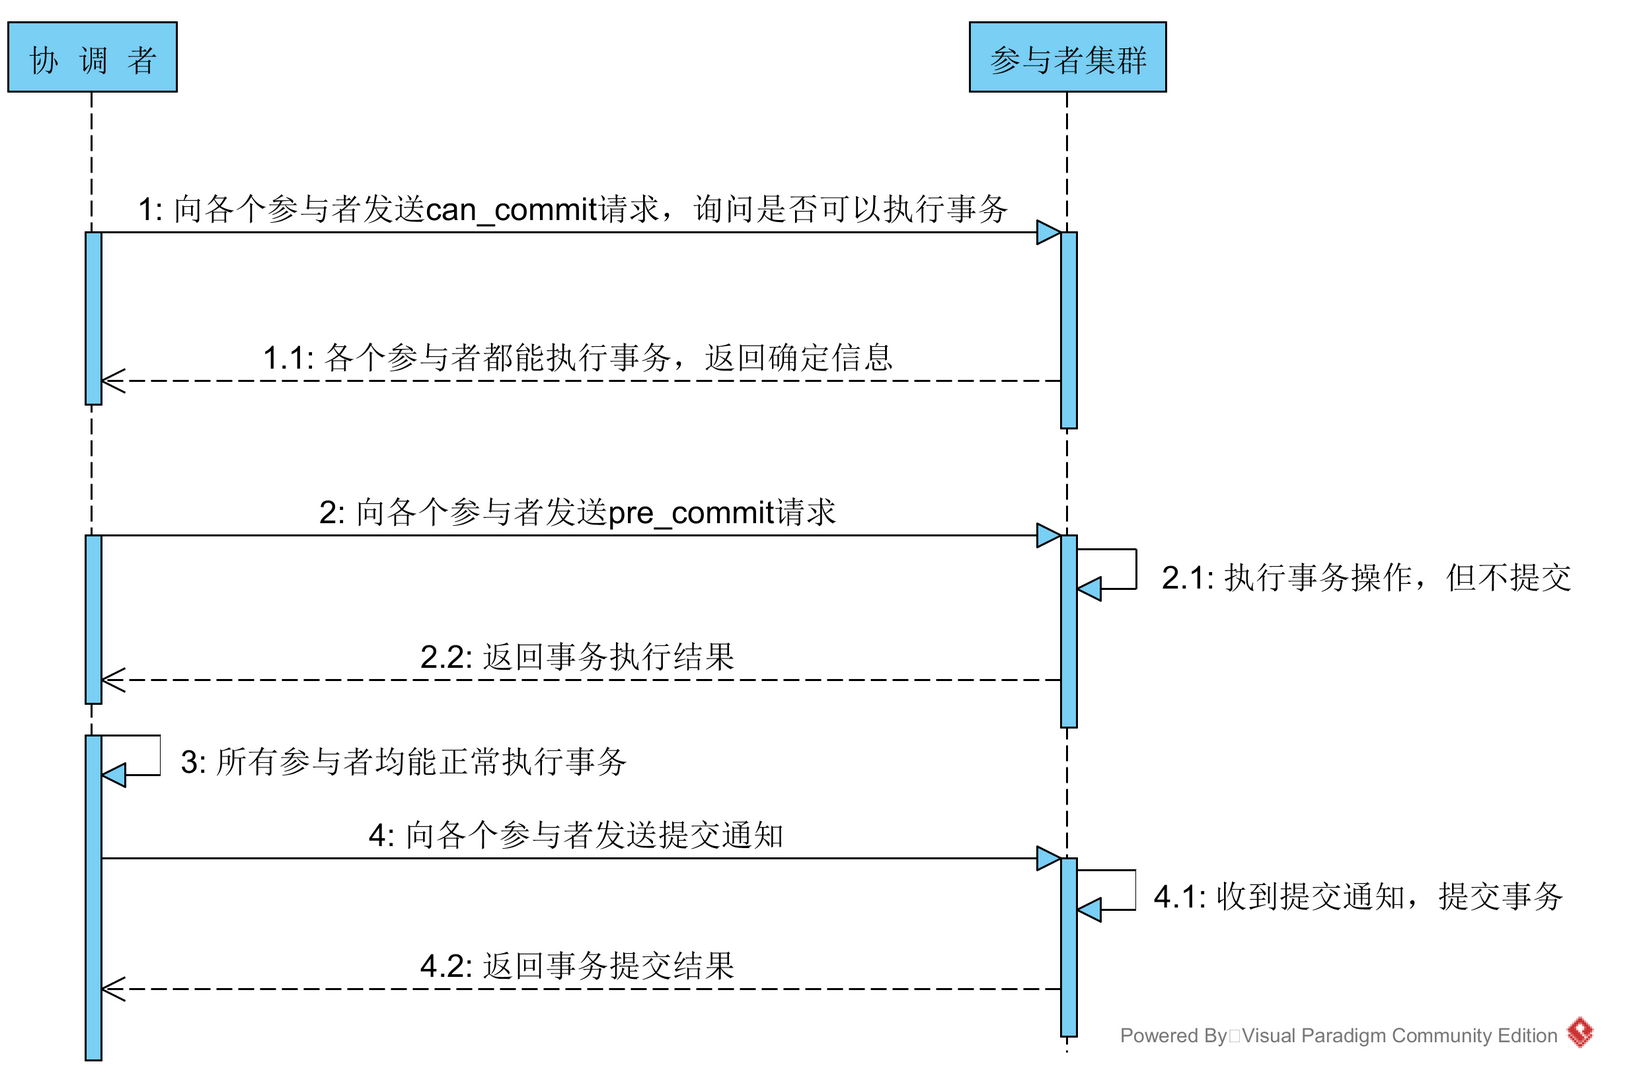 协 调 者
参与者集群
1: 向各个参与者发送can_commit请求，询问是否可以执行事务
1.1: 各个参与者都能执行事务，返回确定信息
2: 向各个参与者发送pre_commit请求
2.1: 执行事务操作，但不提交
2.2: 返回事务执行结果
3: 所有参与者均能正常执行事务
4: 向各个参与者发送提交通知
4.1: 收到提交通知，提交事务
4.2: 返回事务提交结果
Powered By□Visual Paradigm Community Edition